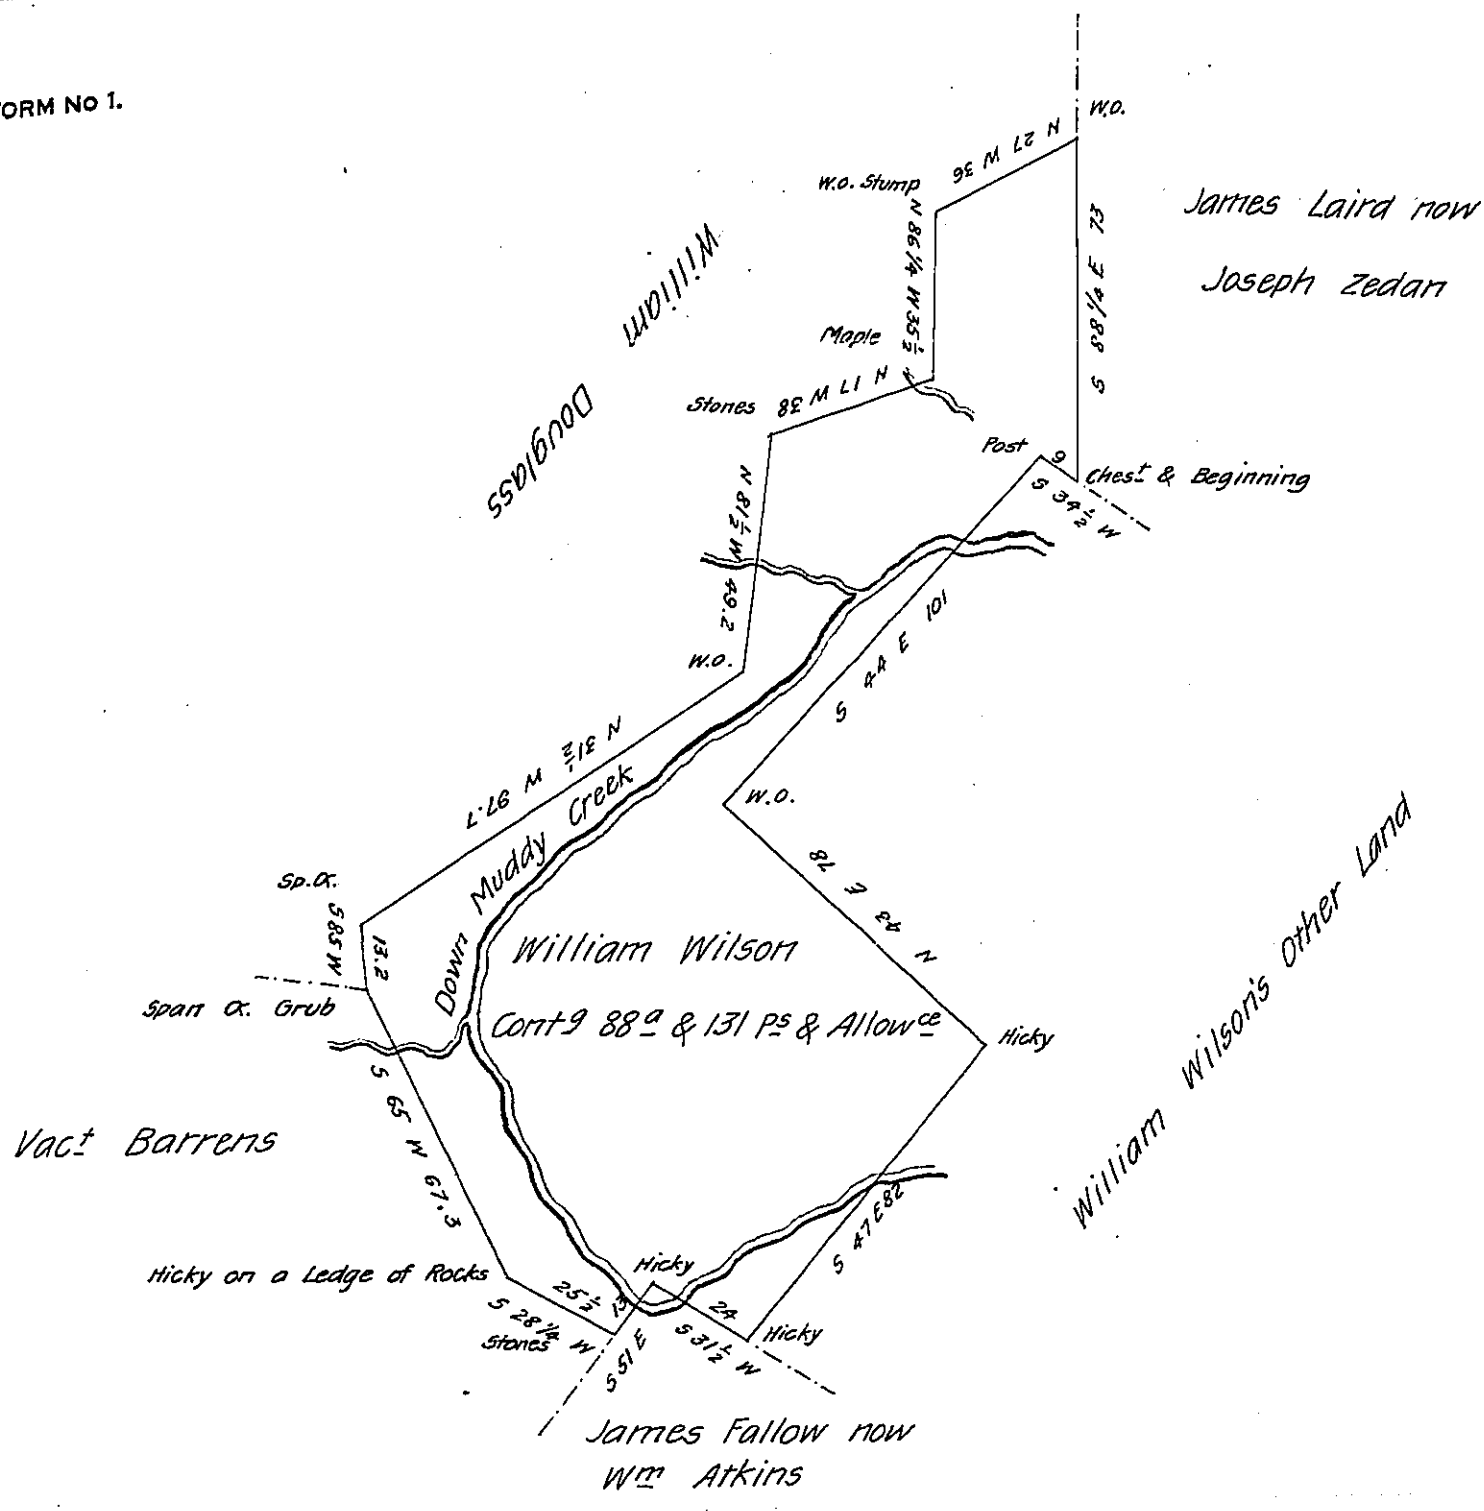 FORM No 1.
W.O.
N 27 W 36
W.O. Stump
James Laird now
Joseph Zedan
N 86 1/4 W 35 1/2
S 88 1/4 E 73
William
Douglass
Maple
N 17 W 38
Stones
Post
9
Chest & Beginning
S 34 1/2 W
N 81 1/2 W 49.2
S 44 E 101
W.O.
N 31 1/2 W 97.7
W.O.
Down Muddy Creek
N 43 E 78
Sp. O.
S 85 W
13.2
William Wilson
Span O. Grub
Contg 88a & 131 Ps & Allowce
Hicky
William Wilson's Other Land
S 65 W 67.3
Vact Barrens
S 47 E 82
Hicky on a Ledge of Rocks
Hicky
25 1/2
13
24
S 28 1/4 W
Stones
S 51 E
S 31 1/2 W
Hicky
James Fallow now
Wm Atkins